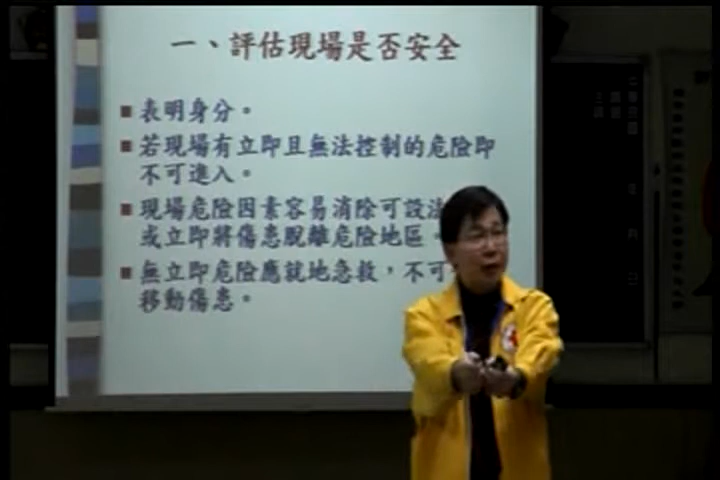 一、評估現場是否安全
表明身分。
若現場有立即且無法控制的危險即
不可進入。
現場危險因素容易消除可設法
或立即將傷患脫離危險地區。
無立即危險應就地急救，不可
移動傷患。